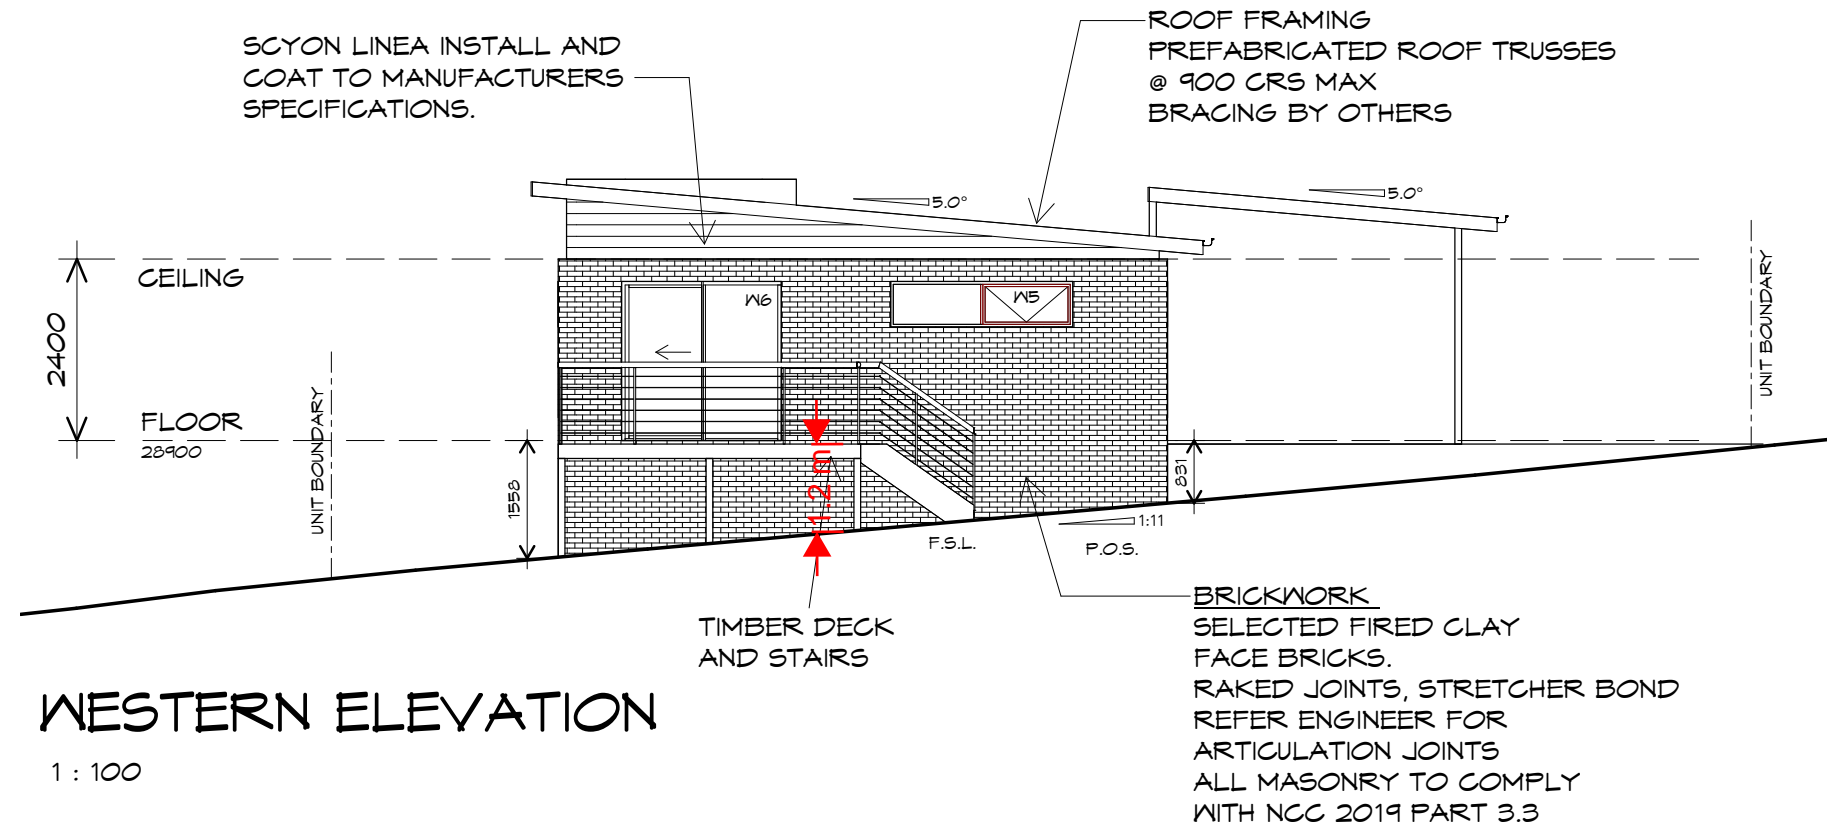 SCYON LINEA INSTALL AND
COAT TO MANUFACTURERS
SPECIFICATIONS.
ROOF FRAMING
PREFABRICATED ROOF TRUSSES
@ 900 CRS MAX
BRACING BY OTHERS
5.0°
5.0°
CEILING
2400
FLOOR
28900
UNIT BOUNDARY
W6
W5
UNIT BOUNDARY
1558
1.2 m
831
1:11
F.S.L.
P.O.S.
TIMBER DECK
AND STAIRS
BRICKWORK
SELECTED FIRED CLAY
FACE BRICKS.
RAKED JOINTS, STRETCHER BOND
REFER ENGINEER FOR
ARTICULATION JOINTS
ALL MASONRY TO COMPLY
WITH NCC 2019 PART 3.3
WESTERN ELEVATION
1 : 100